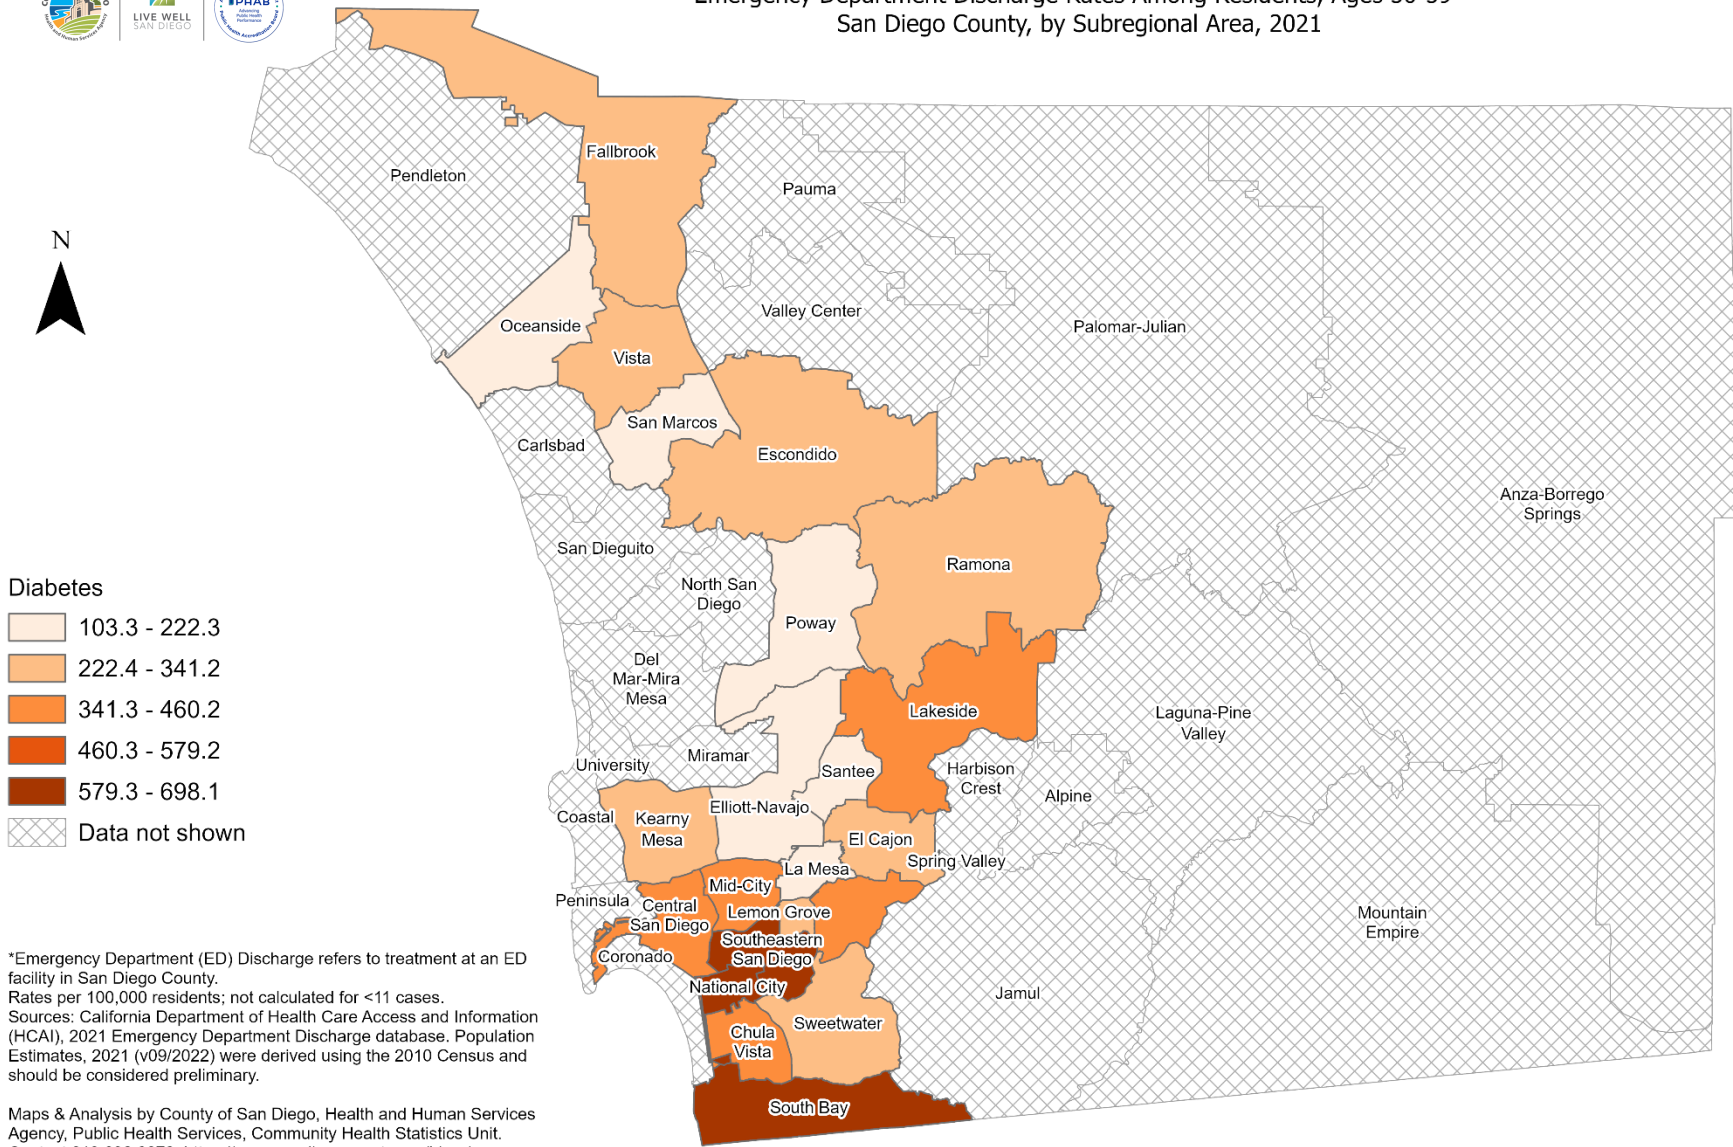 LIVE WELL
SAN DIEGO
PHAB
Advancing
Public Health
Performance
San Diego County, by Subregional Area, 2021
N
Fallbrook
Pendleton
Pauma
Valley Center
Oceanside
Palomar-Julian
Vista
San Marcos
Carlsbad
Escondido
Anza-Borrego
Springs
San Dieguito
Ramona
North San
Diego
Poway
Del
Mar-Mira
Mesa
Lakeside
Laguna-Pine
Valley
Miramar
University
Santee
Harbison
Crest
Alpine
Elliott-Navajo
Coastal
Kearny
Mesa
El Cajon
Spring Valley
La Mesa
Mid-City
Peninsula
Central
San Diego
Lemon Grove
Mountain
Empire
Southeastern
San Diego
Coronado
National City
Jamul
Sweetwater
Chula
Vista
South Bay
Diabetes
103.3 - 222.3
222.4 - 341.2
341.3 - 460.2
460.3 - 579.2
579.3 - 698.1
Data not shown
*Emergency Department (ED) Discharge refers to treatment at an ED
facility in San Diego County.
Rates per 100,000 residents; not calculated for <11 cases.
Sources: California Department of Health Care Access and Information
(HCAI), 2021 Emergency Department Discharge database. Population
Estimates, 2021 (v09/2022) were derived using the 2010 Census and
should be considered preliminary.
Maps & Analysis by County of San Diego, Health and Human Services
Agency, Public Health Services, Community Health Statistics Unit.